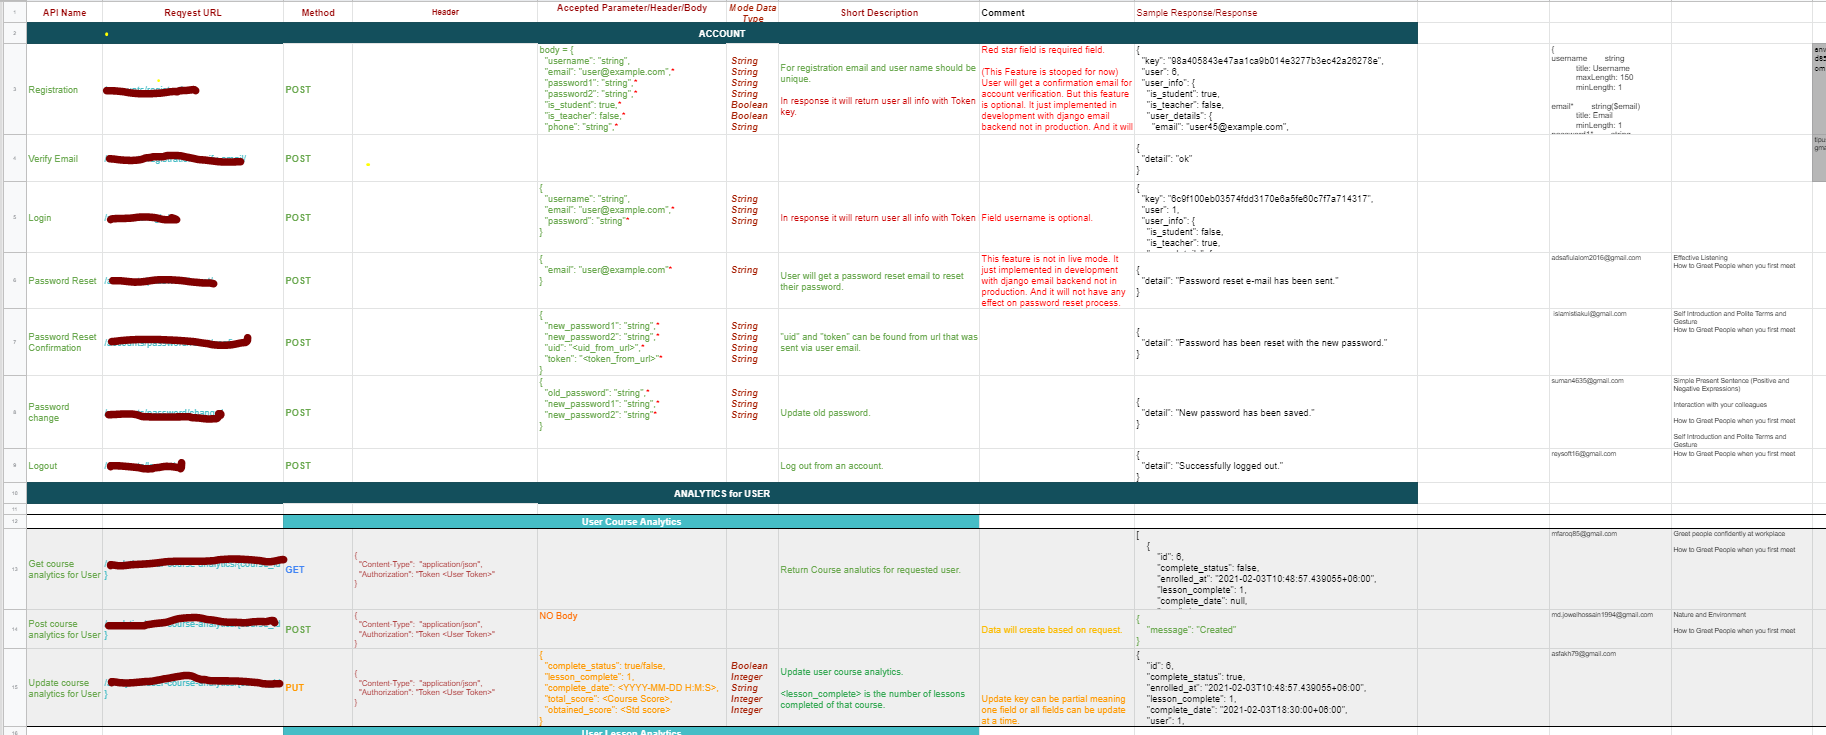 API Name Reqyest URL Method Header Accepted Parameter/Header/Body Mode Data Type Short Description Comment Sample Response/Response
ACCOUNT
Registration
POST
body = {
"username": "string",
"email": "user@example.com",*
"password1": "string",*
"password2": "string",*
"is_student": true,*
"is_teacher": false,*
"phone": "string",*
String
String
String
String
Boolean
Boolean
String
For registration email and user name should be
unique.
In response it will return user all info with Token
key.
Red star field is required field.
(This Feature is stooped for now)
User will get a confirmation email for
account verification. But this feature
is optional. It just implemented in
development with django email
backend not in production. And it will
{
"key": "98a405843e47aa1ca9b014e3277b3ec42a26278e",
"user": 6,
"user_info": {
"is_student": true,
"is_teacher": false,
"user_details": {
"email": "user45@example.com",
{
username string
title: Username
maxLength: 150
minLength: 1
email* string($email)
title: Email
minLength: 1
Verify Email
POST
{
"detail": "ok"
}
Login
POST
{
"username": "string",
"email": "user@example.com",*
"password": "string"*
}
String
String
String
In response it will return user all info with Token
Field username is optional.
{
"key": "6c9f100eb03574fdd3170e6a5fe60c7f7a714317",
"user": 1,
"user_info": {
"is_student": false,
"is_teacher": true,
Password Reset
POST
{
"email": "user@example.com"*
}
String
User will get a password reset email to reset
their password.
This feature is not in live mode. It
just implemented in development
with django email backend not in
production. And it will not have any
effect on password reset process.
{
"detail": "Password reset e-mail has been sent."
}
adsafiulalom2016@gmail.com
Effective Listening
How to Greet People when you first meet
Password Reset
Confirmation
POST
{
"new_password1": "string",*
"new_password2": "string",*
"uid": "<uid_from_url>",*
"token": "<token_from_url>"*
}
String
String
String
String
"uid" and "token" can be found from url that was
sent via user email.
{
"detail": "Password has been reset with the new password."
}
islamistiakul@gmail.com
Self Introduction and Polite Terms and
Gesture
How to Greet People when you first meet
Password
change
POST
{
"old_password": "string",*
"new_password1": "string",*
"new_password2": "string"*
}
String
String
String
Update old password.
{
"detail": "New password has been saved."
}
suman4635@gmail.com
Simple Present Sentence (Positive and
Negative Expressions)
Interaction with your colleagues
How to Greet People when you first meet
Self Introduction and Polite Terms and
Gesture
Logout
POST
Log out from an account.
{
"detail": "Successfully logged out."
}
reysoft16@gmail.com
How to Greet People when you first meet
ANALYTICS for USER
User Course Analytics
Get course
analytics for User
}
GET
{
"Content-Type": "application/json",
"Authorization": "Token <User Token>"
}
Return Course analutics for requested user.
[
{
"id": 6,
"complete_status": false,
"enrolled_at": "2021-02-03T10:48:57.439055+06:00",
"lesson_complete": 1,
"complete_date": null,
mfaroq85@gmail.com
Greet people confidently at workplace
How to Greet People when you first meet
Post course
analytics for User
}
POST
{
"Content-Type": "application/json",
"Authorization": "Token <User Token>"
}
NO Body
Data will create based on request.
{
"message": "Created"
}
md.jowelhossain1994@gmail.com
Nature and Environment
How to Greet People when you first meet
Update course
analytics for User
}
PUT
{
"Content-Type": "application/json",
"Authorization": "Token <User Token>"
}
{
"complete_status": true/false,
"lesson_complete": 1,
"complete_date": <YYYY-MM-DD H:M:S>,
"total_score": <Course Score>,
"obtained_score": <Std score>
}
Boolean
Integer
String
Integer
Integer
Update user course analytics.
<lesson_complete> is the number of lessons
completed of that course.
Update key can be partial meaning
one field or all fields can be update
at a time.
{
"id": 6,
"complete_status": true,
"enrolled_at": "2021-02-03T10:48:57.439055+06:00",
"lesson_complete": 1,
"complete_date": "2021-02-03T18:30:00+06:00",
"user": 1,
asfakh79@gmail.com
User Lesson Analytics